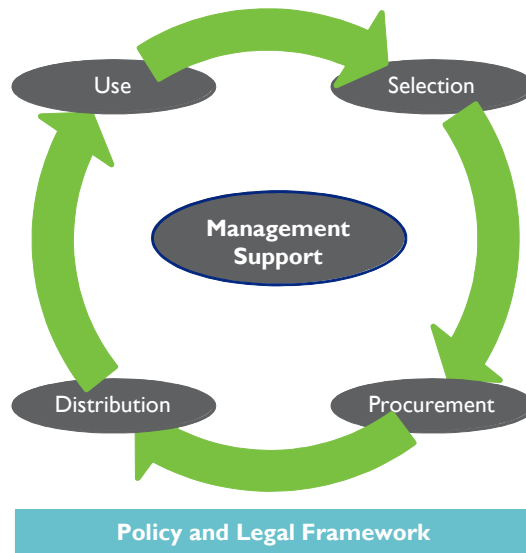 Use
Selection
Management
Support
Distribution
Procurement
Policy and Legal Framework